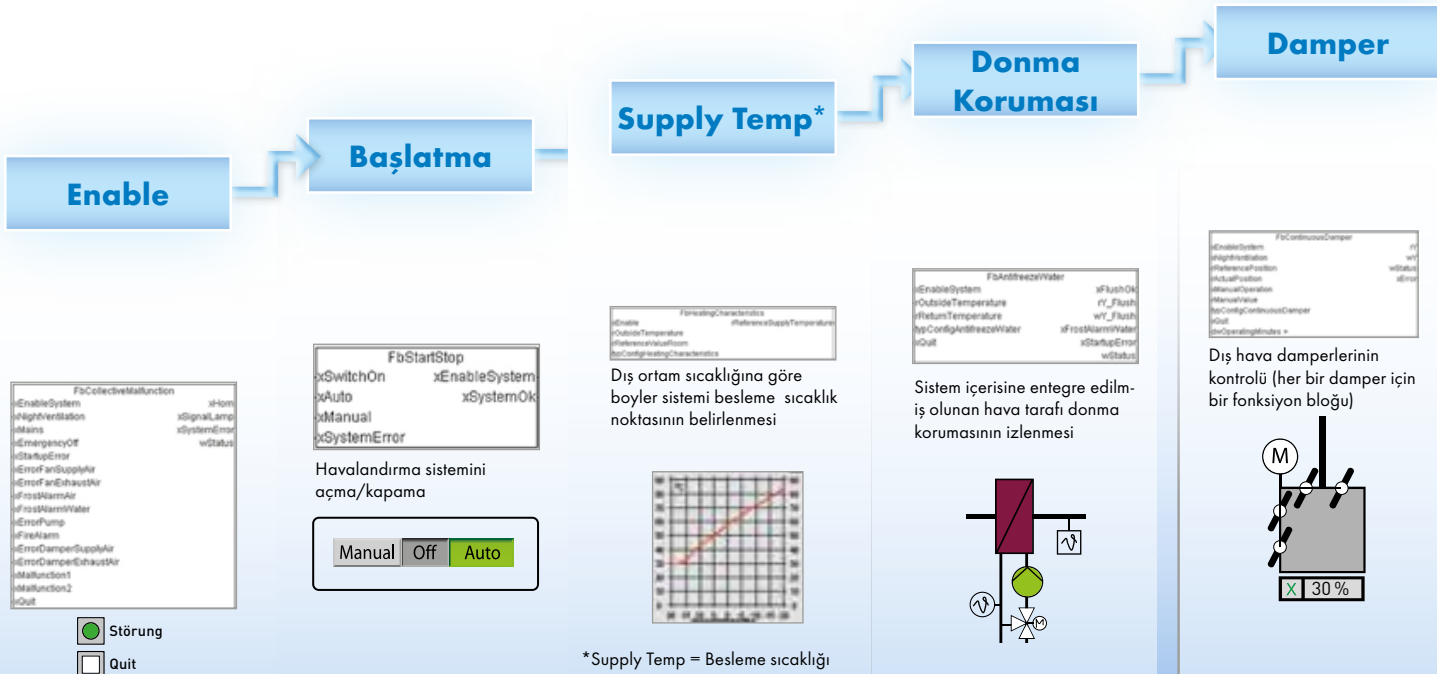 Enable
Başlatma
Supply Temp*
Donma
Koruması
Damper
FbCollectiveMalfunction
xEnableSystem xHorn
xNightVentilation xSignalLamp
xMains xSystemError
xEmergencyOff wStatus
xStartupError
xErrorFanSupplyAir
xErrorFanExhaustAir
xFrostAlarmAir
xFrostAlarmWater
xErrorPump
xFireAlarm
xErrorDamperSupplyAir
xErrorDamperExhaustAir
xMalfunction1
xMalfunction2
xQuit
Störung
Quit
FbStartStop
xSwitchOn xEnableSystem
xAuto xSystemOk
xManual
xSystemError
Havalandırma sistemini
açma/kapama
Manual Off Auto
FbHeatingCharacteristics
xEnable rReferenceSupplyTemperature
rOutsideTemperature
rReferenceValueRoom
typConfigHeatingCharacteristics
Dış ortam sıcaklığına göre
boyler sistemi besleme sıcaklık
noktasının belirlenmesi
*Supply Temp = Besleme sıcaklığı
FbAntifreezeWater
xEnableSystem xFlushOk
rOutsideTemperature rY_Flush
rReturnTemperature wY_Flush
typConfigAntifreezeWater xFrostAlarmWater
xQuit xStartupError
wStatus
Sistem içerisine entegre edilm-
iş olunan hava tarafı donma
korumasının izlenmesi
M
FbContinuousDamper
xEnableSystem rY
xNightVentilation wY
rReferencePosition wStatus
rActualPosition xError
xManualOperation
rManualValue
typConfigContinuousDamper
xQuit
dwOperatingMinutes
Dış hava damperlerinin
kontrolü (her bir damper için
bir fonksiyon bloğu)
M
X 30 %